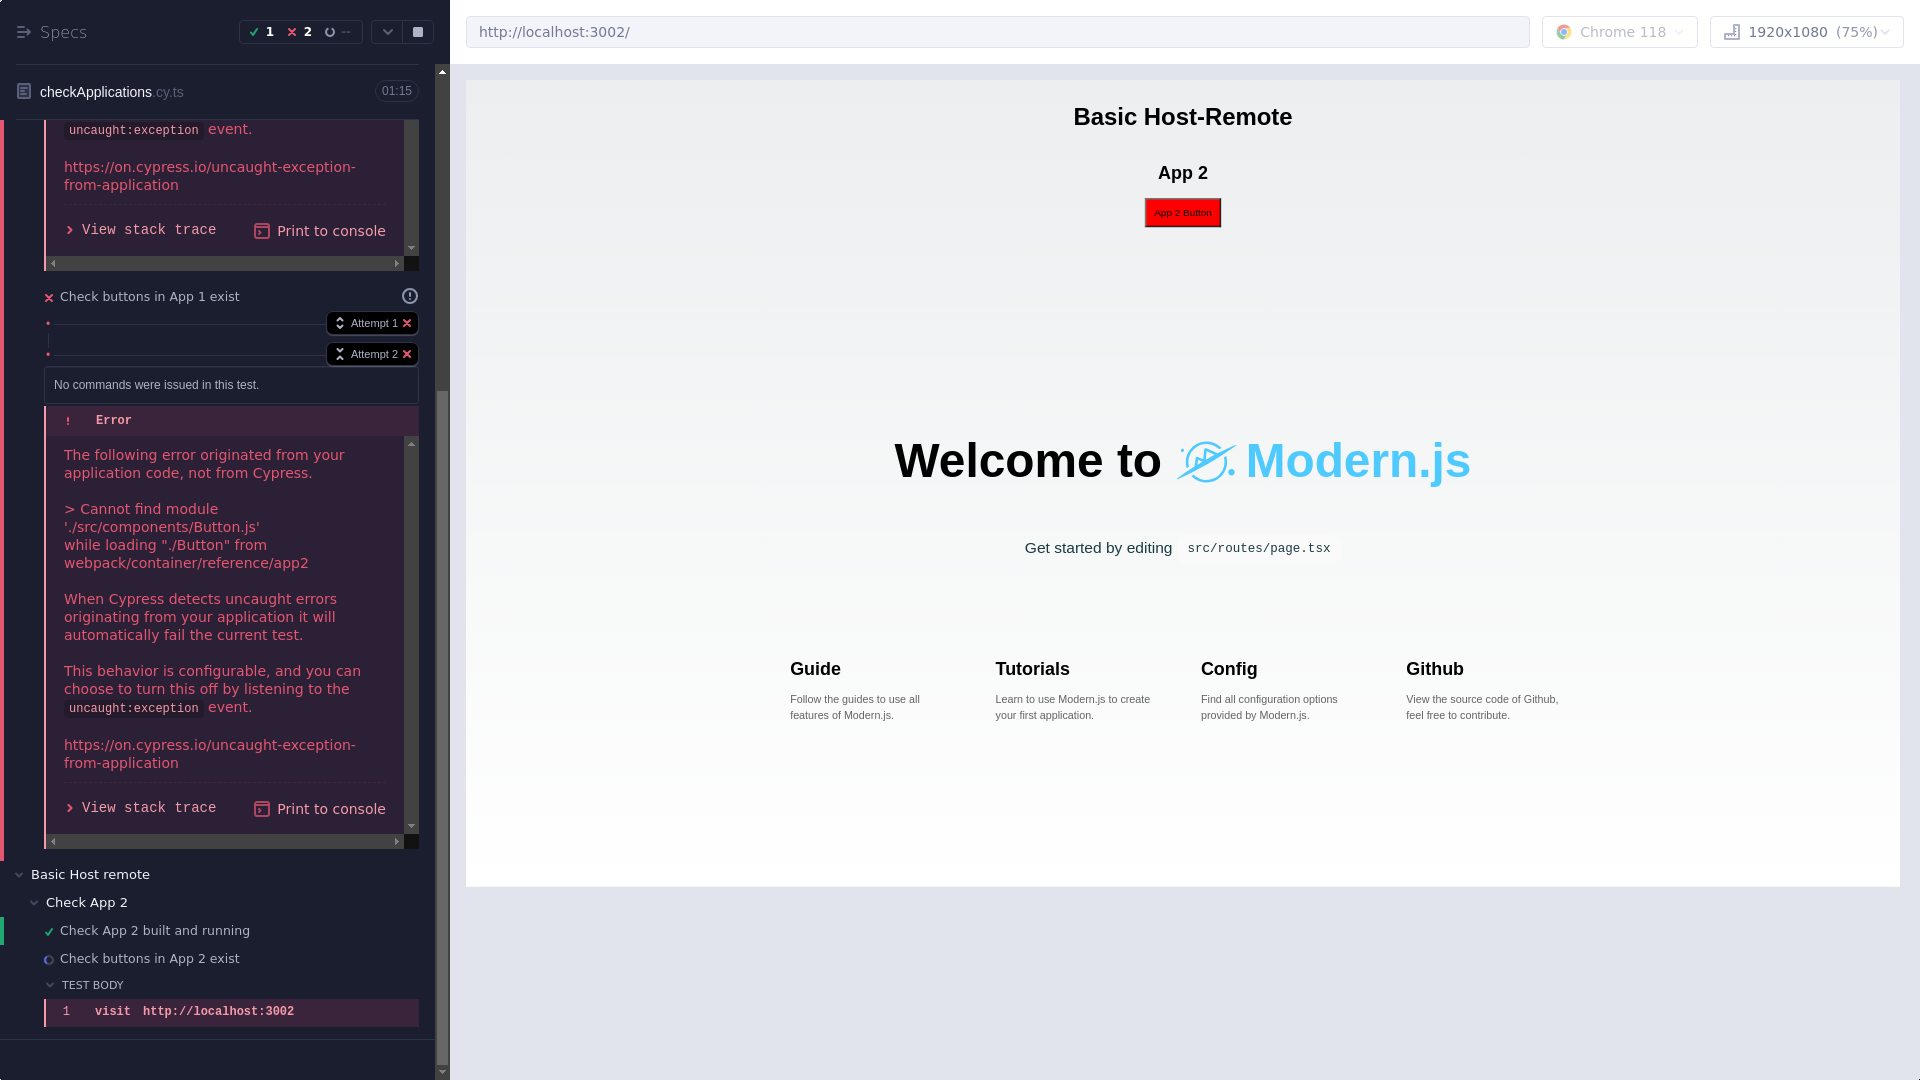 Specs
1
2
--
checkApplications.cy.ts
01:15
uncaught:exception event.
https://on.cypress.io/uncaught-exception-
from-application
View stack trace
Print to console
Check buttons in App 1 exist
Attempt 1
Attempt 2
No commands were issued in this test.
! Error
The following error originated from your
application code, not from Cypress.
> Cannot find module
'./src/components/Button.js'
while loading "./Button" from
webpack/container/reference/app2
When Cypress detects uncaught errors
originating from your application it will
automatically fail the current test.
This behavior is configurable, and you can
choose to turn this off by listening to the
uncaught:exception event.
https://on.cypress.io/uncaught-exception-
from-application
View stack trace
Print to console
Basic Host remote
Check App 2
Check App 2 built and running
Check buttons in App 2 exist
TEST BODY
1 visit http://localhost:3002
http://localhost:3002/
Chrome 118
1920x1080 (75%)
Basic Host-Remote
App 2
App 2 Button
Welcome to Modern.js
Get started by editing src/routes/page.tsx
Guide
Follow the guides to use all
features of Modern.js.
Tutorials
Learn to use Modern.js to create
your first application.
Config
Find all configuration options
provided by Modern.js.
Github
View the source code of Github,
feel free to contribute.